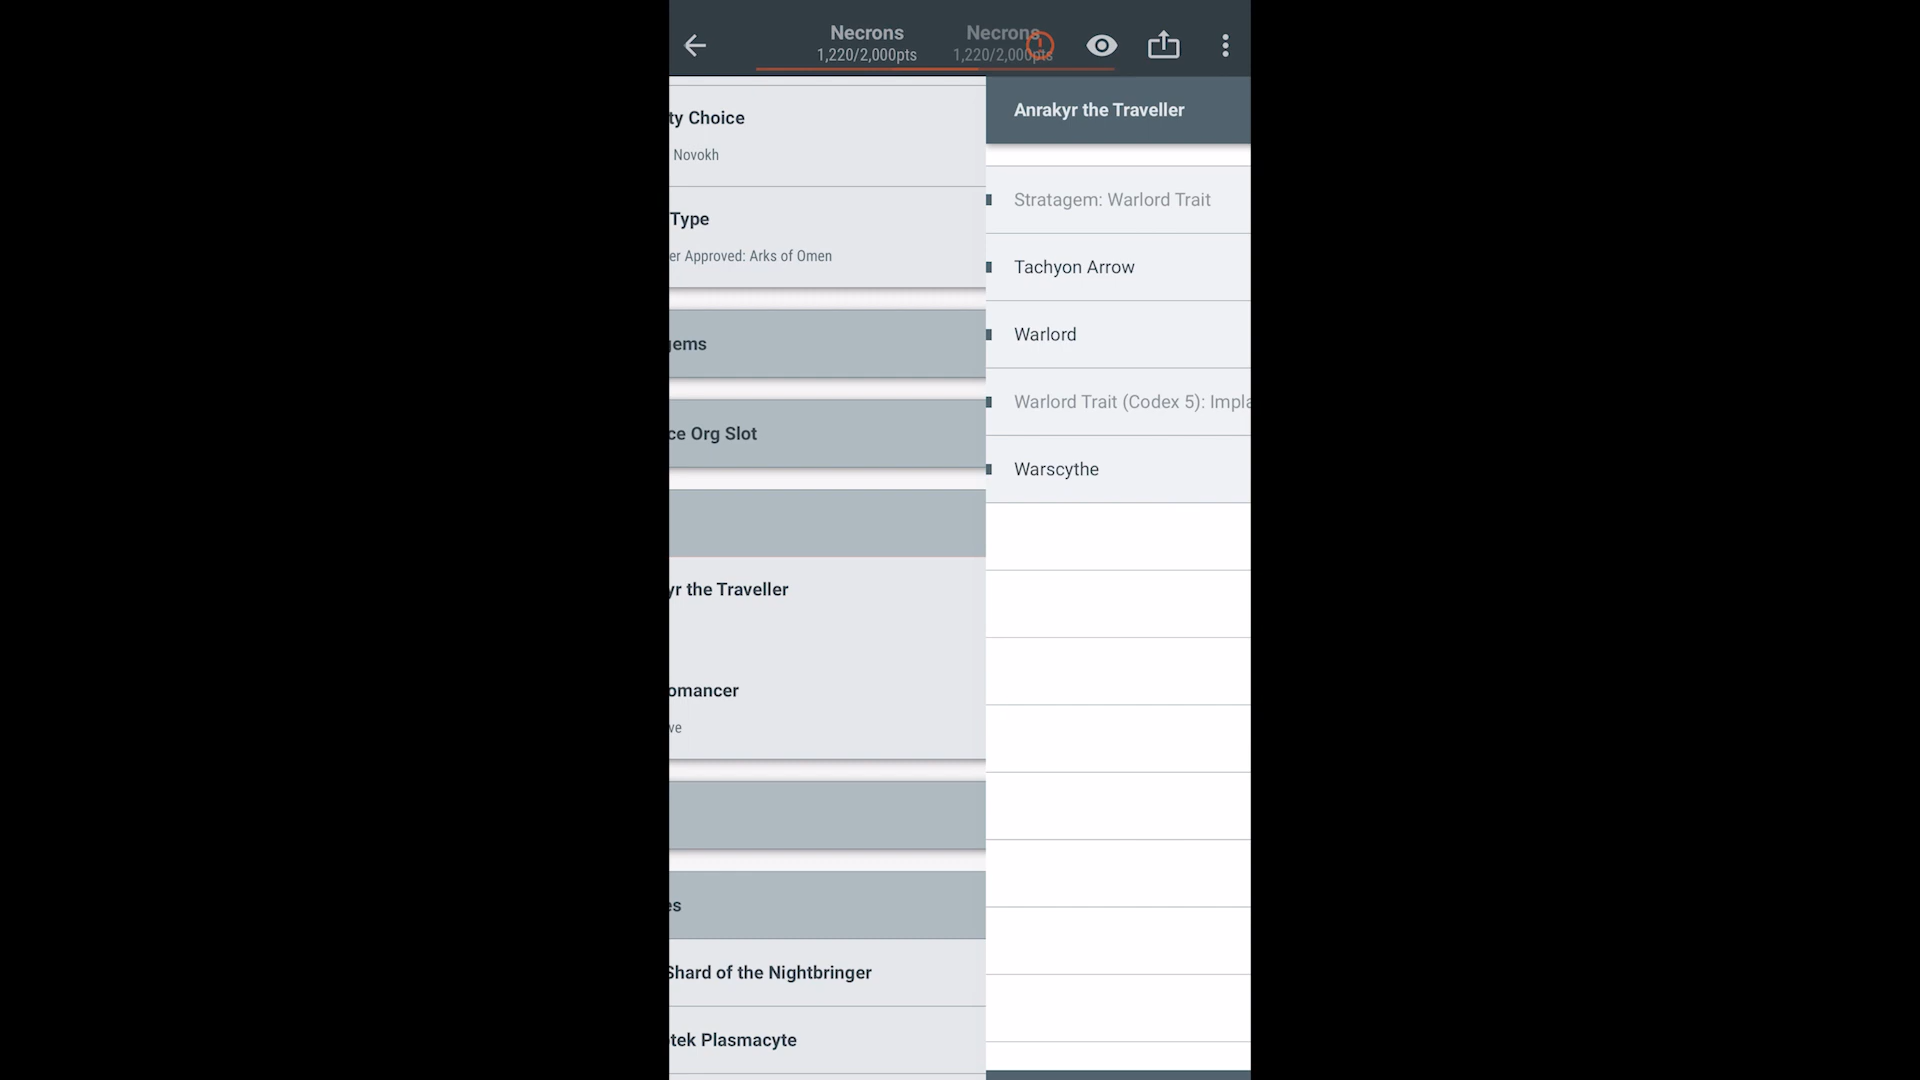 Necrons
1,220/2,000pts
Necrons
1,220/2,000pts
ty Choice
Novokh
Type
er Approved: Arks of Omen
gems
ce Org Slot
yr the Traveller
omancer
ve
es
Shard of the Nightbringer
tek Plasmacyte
Anrakyr the Traveller
Stratagem: Warlord Trait
Tachyon Arrow
Warlord
Warlord Trait (Codex 5): Impla
Warscythe